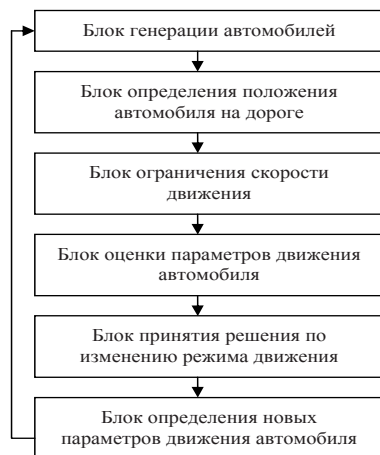 Блок генерации автомобилей
Блок определения положения
автомобиля на дороге
Блок ограничения скорости
движения
Блок оценки параметров движения
автомобиля
Блок принятия решения по
изменению режима движения
Блок определения новых
параметров движения автомобиля